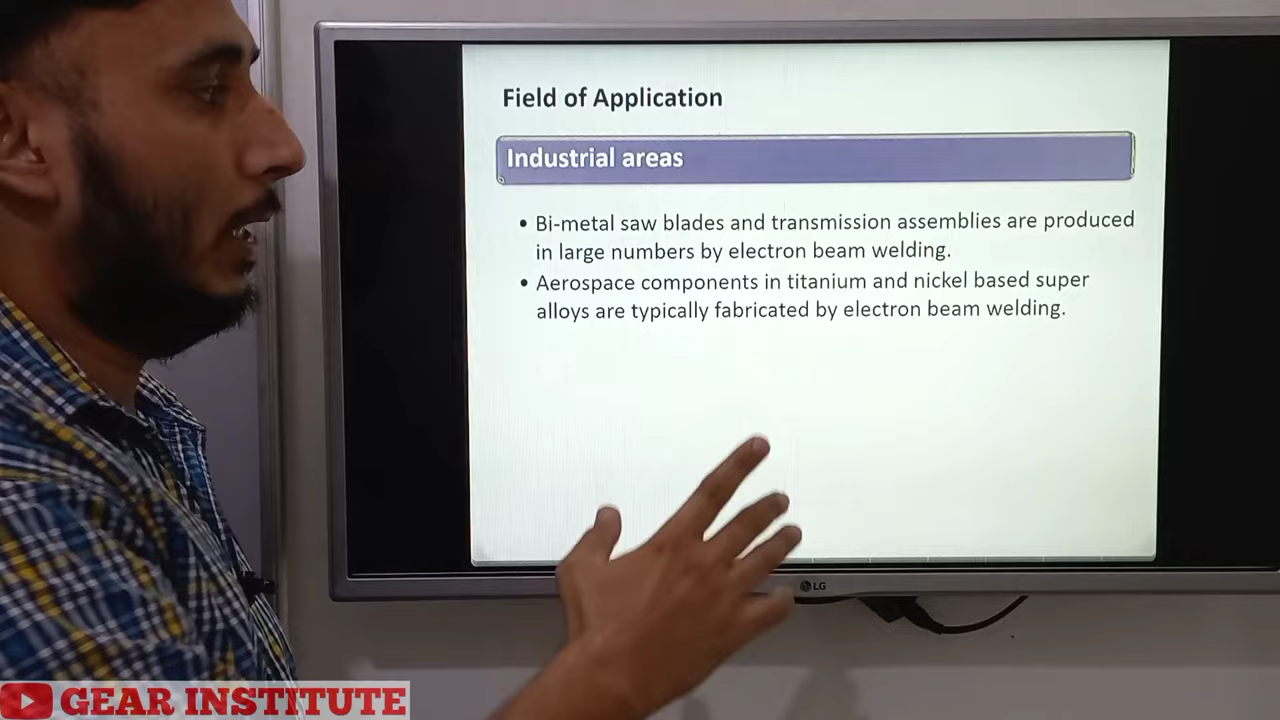 Field of Application
Industrial areas
• Bi-metal saw blades and transmission assemblies are produced
in large numbers by electron beam welding.
• Aerospace components in titanium and nickel based super
alloys are typically fabricated by electron beam welding.
LG
GEAR INSTITUTE